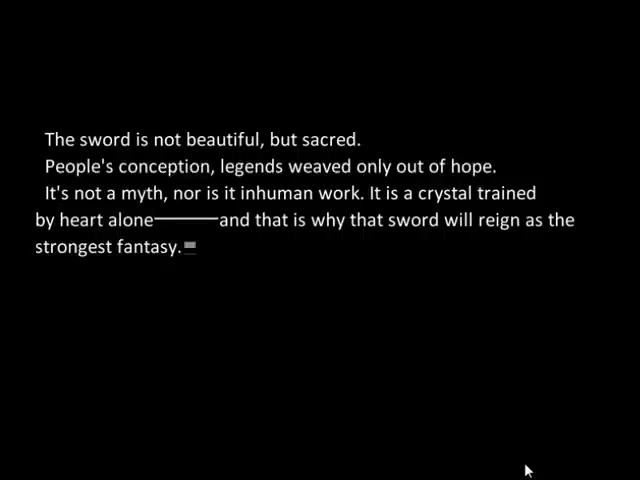 The sword is not beautiful, but sacred.
People's conception, legends weaved only out of hope.
It's not a myth, nor is it inhuman work. It is a crystal trained
by heart alone———and that is why that sword will reign as the
strongest fantasy.